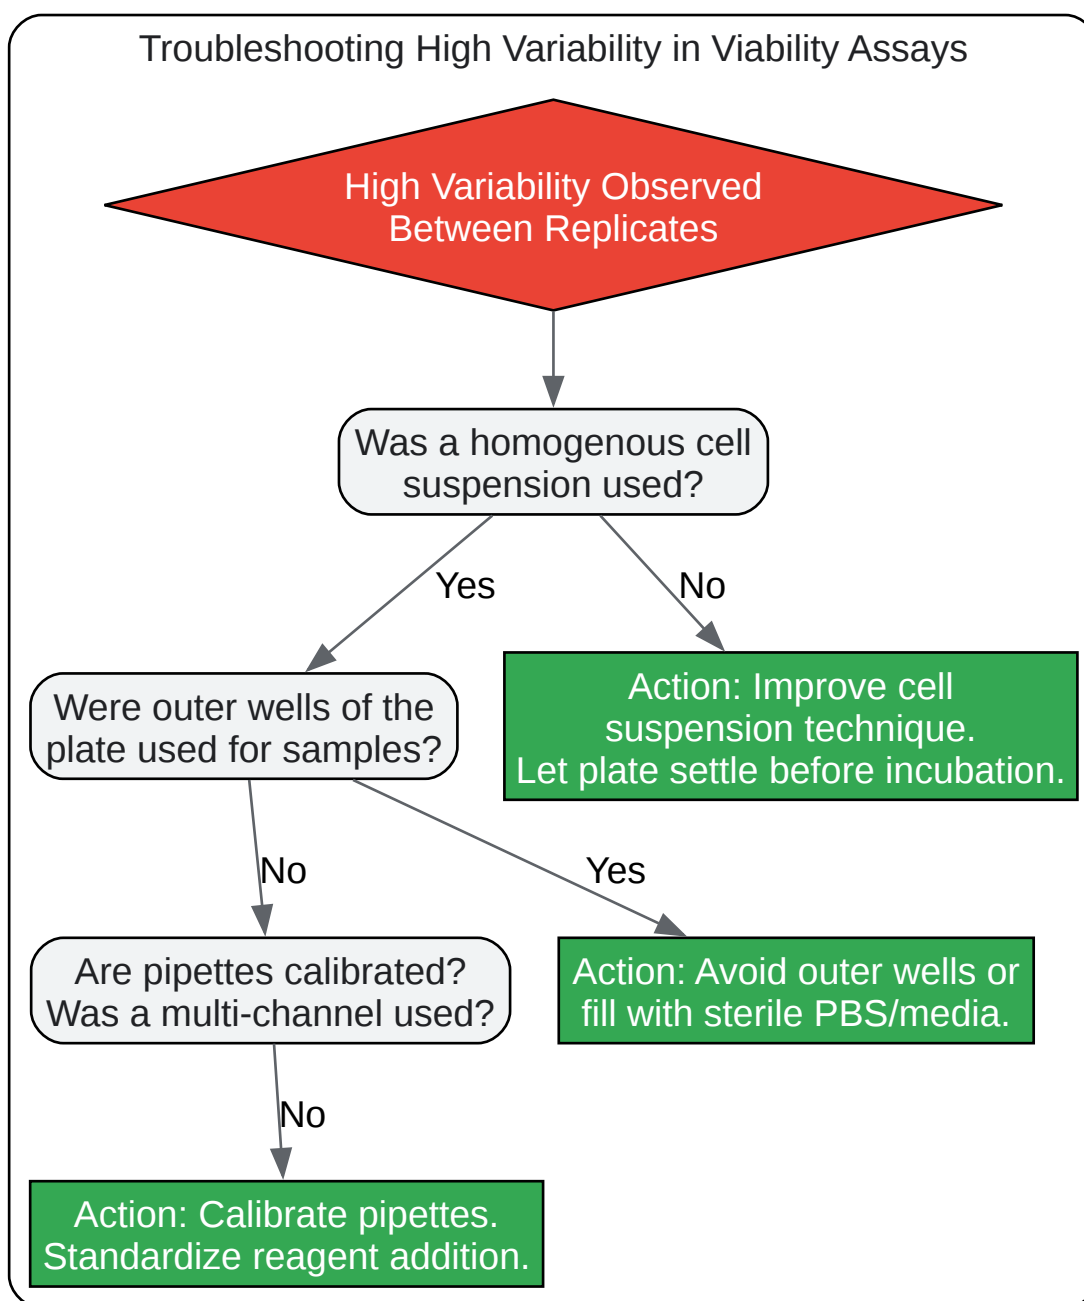 Troubleshooting High Variability in Viability Assays
High Variability Observed
Between Replicates
Was a homogenous cell
suspension used?
Yes
No
Were outer wells of the
plate used for samples?
Action: Improve cell
suspension technique.
Let plate settle before incubation.
No
Yes
Are pipettes calibrated?
Was a multi-channel used?
Action: Avoid outer wells or
fill with sterile PBS/media.
No
Action: Calibrate pipettes.
Standardize reagent addition.